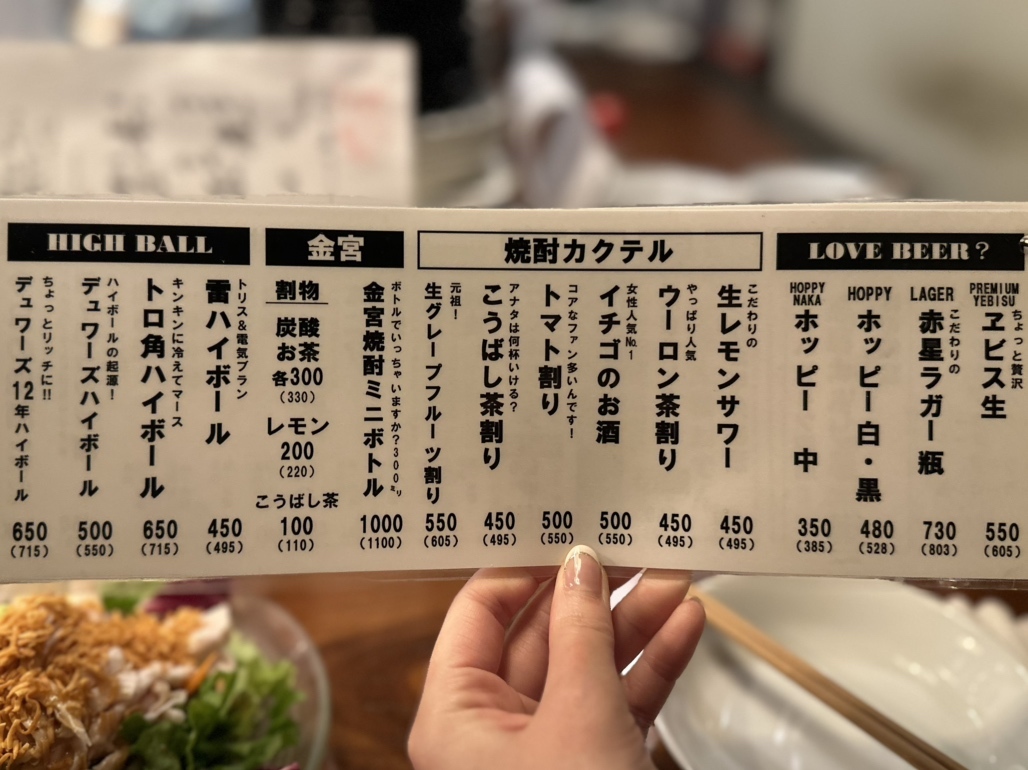 LOVE BEER?
PREMIUM
YEBISU
ちょっと贅沢
ヱビス生
550
(605)
LAGER
こだわりの
赤星ラガー瓶
730
(803)
HOPPY
ホッピー白・黒
480
(528)
HOPPY
NAKA
ホッピー 中
350
(385)
焼酎カクテル
こだわりの
生レモンサワー
450
(495)
やっぱり人気
ウーロン茶割り
450
(495)
女性人気No.1
イチゴのお酒
500
(550)
コアなファン多いんです!
トマト割り
500
(550)
アナタは何杯いける?
こうばし茶割り
450
(495)
元祖!
生グレープフルーツ割り
550
(605)
金宮
ボトルでいっちゃいますか?300㍉
金宮焼酎ミニボトル
1000
(1100)
割物
炭酸
お茶
各300
(330)
レモン
200
(220)
こうばし茶
100
(110)
HIGH BALL
トリス&電気ブラン
雷ハイボール
450
(495)
キンキンに冷えてマース
トロ角ハイボール
650
(715)
ハイボールの起源!
デュワーズハイボール
500
(550)
ちょっとリッチに!!
デュワーズ12年ハイボール
650
(715)